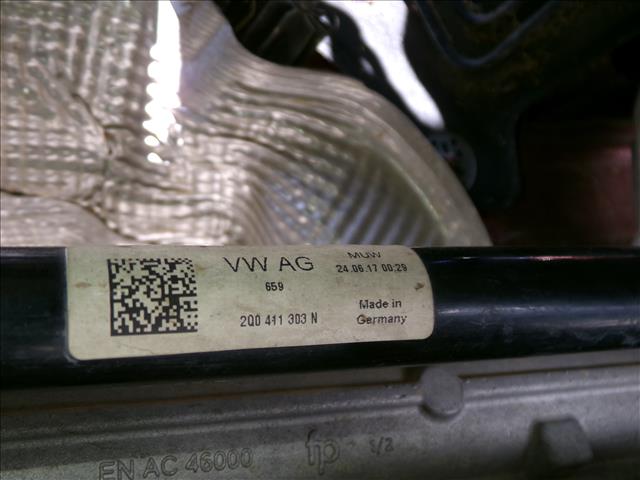 VW AG
659
2Q0 411 303 N
MUW
24.06.17 00:29
Made in
Germany
EN AC 46000
1/2